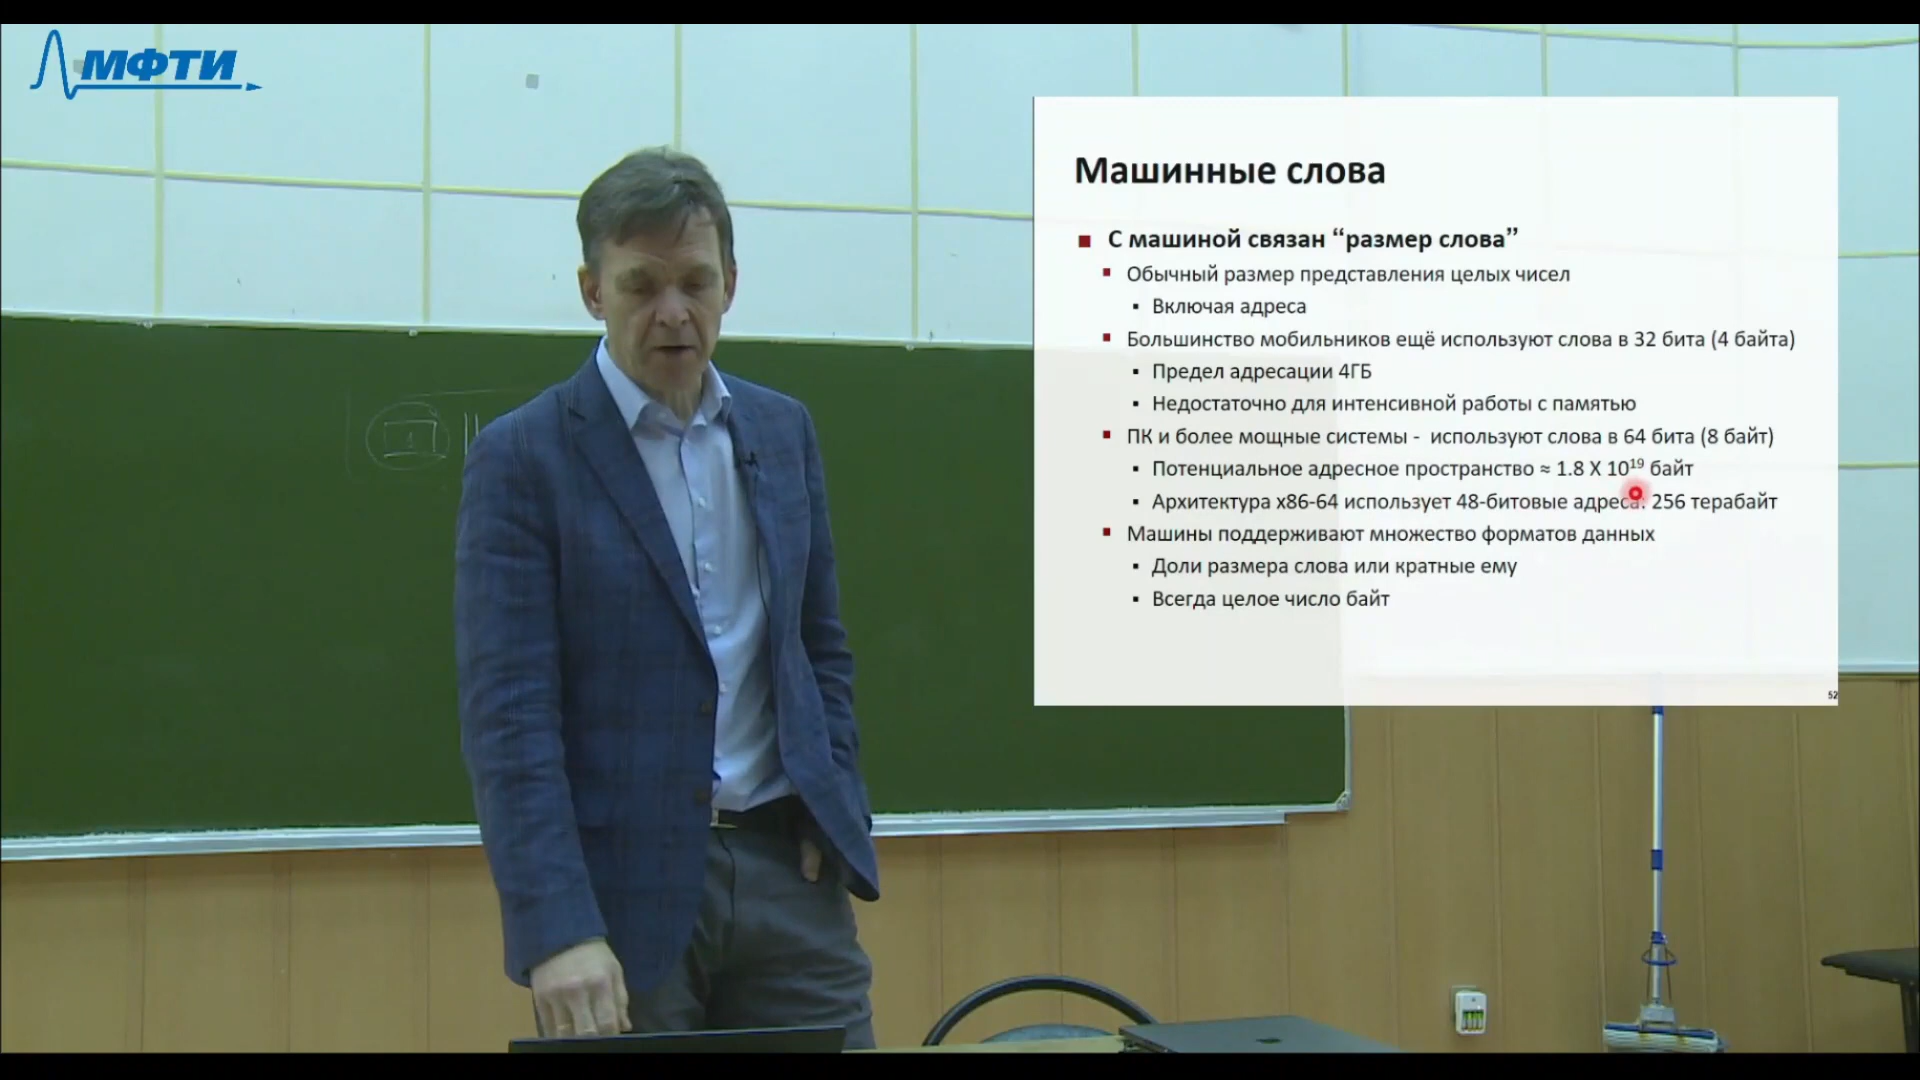 МФТИ
Машинные слова
С машиной связан “размер слова”
Обычный размер представления целых чисел
Включая адреса
Большинство мобильников ещё используют слова в 32 бита (4 байта)
Предел адресации 4ГБ
Недостаточно для интенсивной работы с памятью
ПК и более мощные системы - используют слова в 64 бита (8 байт)
Потенциальное адресное пространство ≈ 1.8 X 10¹⁹ байт
Архитектура x86-64 использует 48-битовые адреса: 256 терабайт
Машины поддерживают множество форматов данных
Доли размера слова или кратные ему
Всегда целое число байт
52